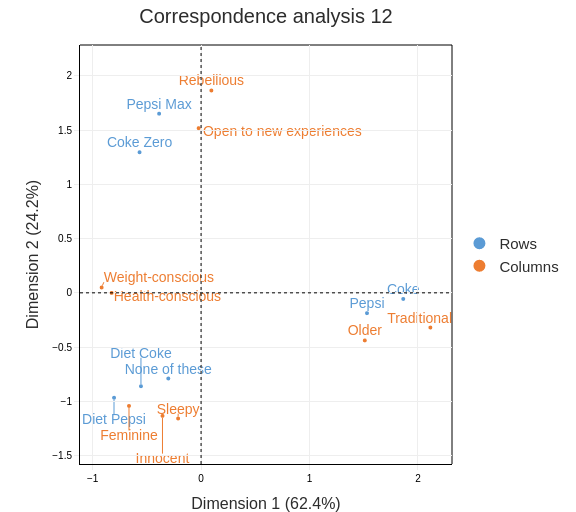 Correspondence analysis 12
Dimension 2 (24.2%)
2
1.5
1
0.5
0
−0.5
−1
−1.5
Rebellious
Pepsi Max
Open to new experiences
Coke Zero
Weight-conscious
Health-conscious
Coke
Pepsi
Traditional
Older
Diet Coke
None of these
Sleepy
Diet Pepsi
Feminine
Innocent
−1
0
1
2
Dimension 1 (62.4%)
Rows
Columns